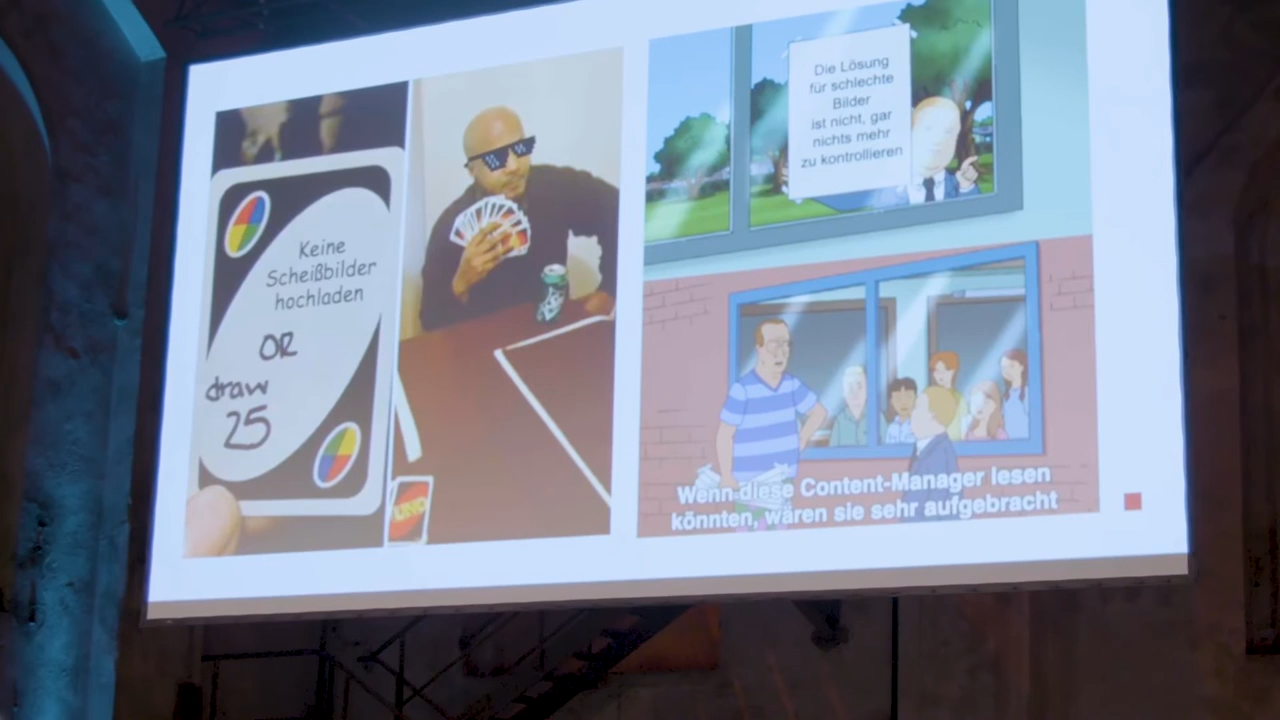 Keine
Scheißbilder
hochladen
OR
draw
25
UNO
Die Lösung
für schlechte
Bilder
ist nicht, gar
nichts mehr
zu kontrollieren
Wenn diese Content-Manager lesen
könnten, wären sie sehr aufgebracht